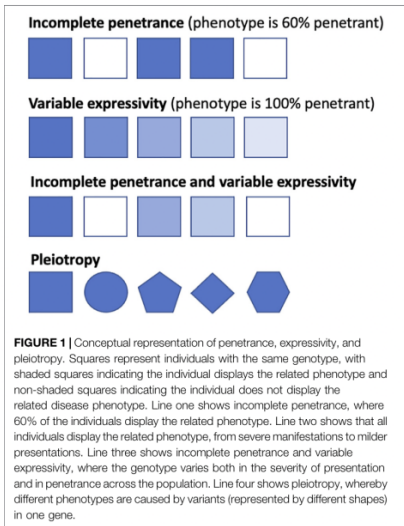 Incomplete penetrance (phenotype is 60% penetrant)
Variable expressivity (phenotype is 100% penetrant)
Incomplete penetrance and variable expressivity
Pleiotropy
FIGURE 1 | Conceptual representation of penetrance, expressivity, and
pleiotropy. Squares represent individuals with the same genotype, with
shaded squares indicating the individual displays the related phenotype and
non-shaded squares indicating the individual does not display the
related disease phenotype. Line one shows incomplete penetrance, where
60% of the individuals display the related phenotype. Line two shows that all
individuals display the related phenotype, from severe manifestations to milder
presentations. Line three shows incomplete penetrance and variable
expressivity, where the genotype varies both in the severity of presentation
and in penetrance across the population. Line four shows pleiotropy, whereby
different phenotypes are caused by variants (represented by different shapes)
in one gene.